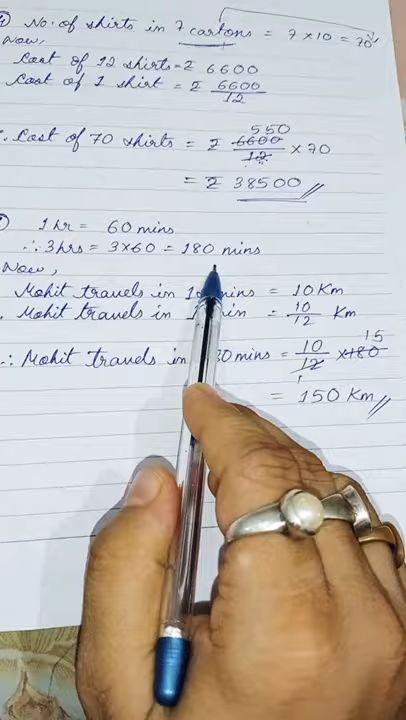 No. of shirts in 7 cartons = 7 × 10 = 70
Now,
Cost of 12 shirts = ₹ 6600
Cost of 1 shirt = ₹ 6600/12
∴ Cost of 70 shirts = ₹ 6600/12 × 70
550
= ₹ 38500
1 hr = 60 mins
∴ 3 hrs = 3×60 = 180 mins
Now,
Mohit travels in mins = 10 Km
Mohit travels in = 10/12 Km
∴ Mohit travels in 30 mins = 10/12 × 180
15
1
= 150 Km